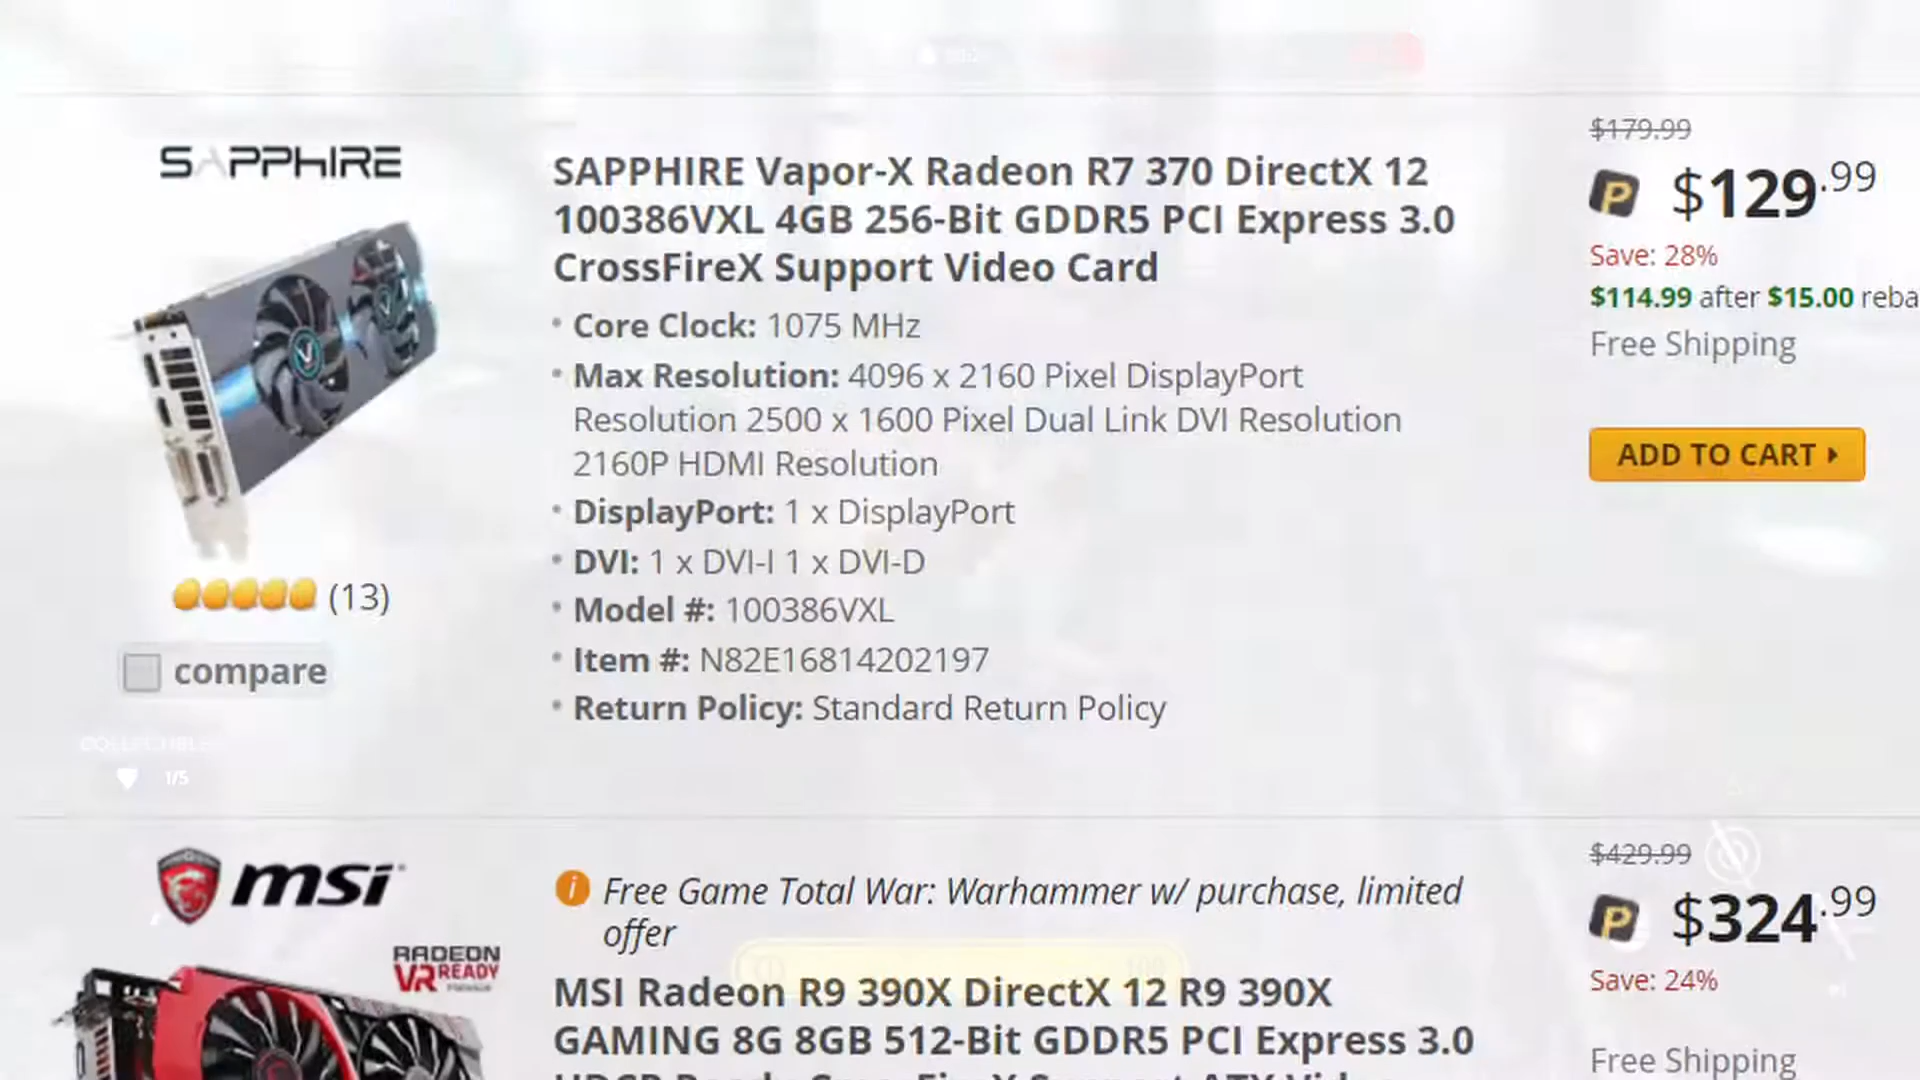 SAPPHIRE
SAPPHIRE Vapor-X Radeon R7 370 DirectX 12
100386VXL 4GB 256-Bit GDDR5 PCI Express 3.0
CrossFireX Support Video Card
• Core Clock: 1075 MHz
• Max Resolution: 4096 x 2160 Pixel DisplayPort
Resolution 2500 x 1600 Pixel Dual Link DVI Resolution
2160P HDMI Resolution
• DisplayPort: 1 x DisplayPort
• DVI: 1 x DVI-I 1 x DVI-D
• Model #: 100386VXL
• Item #: N82E16814202197
• Return Policy: Standard Return Policy
(13)
compare
$179.99
$129.99
Save: 28%
$114.99 after $15.00 reba
Free Shipping
ADD TO CART
COLLECTIBLES
1/5
msi
RADEON
VR READY
Free Game Total War: Warhammer w/ purchase, limited
offer
MSI Radeon R9 390X DirectX 12 R9 390X
GAMING 8G 8GB 512-Bit GDDR5 PCI Express 3.0
$429.99
$324.99
Save: 24%
Free Shipping
100